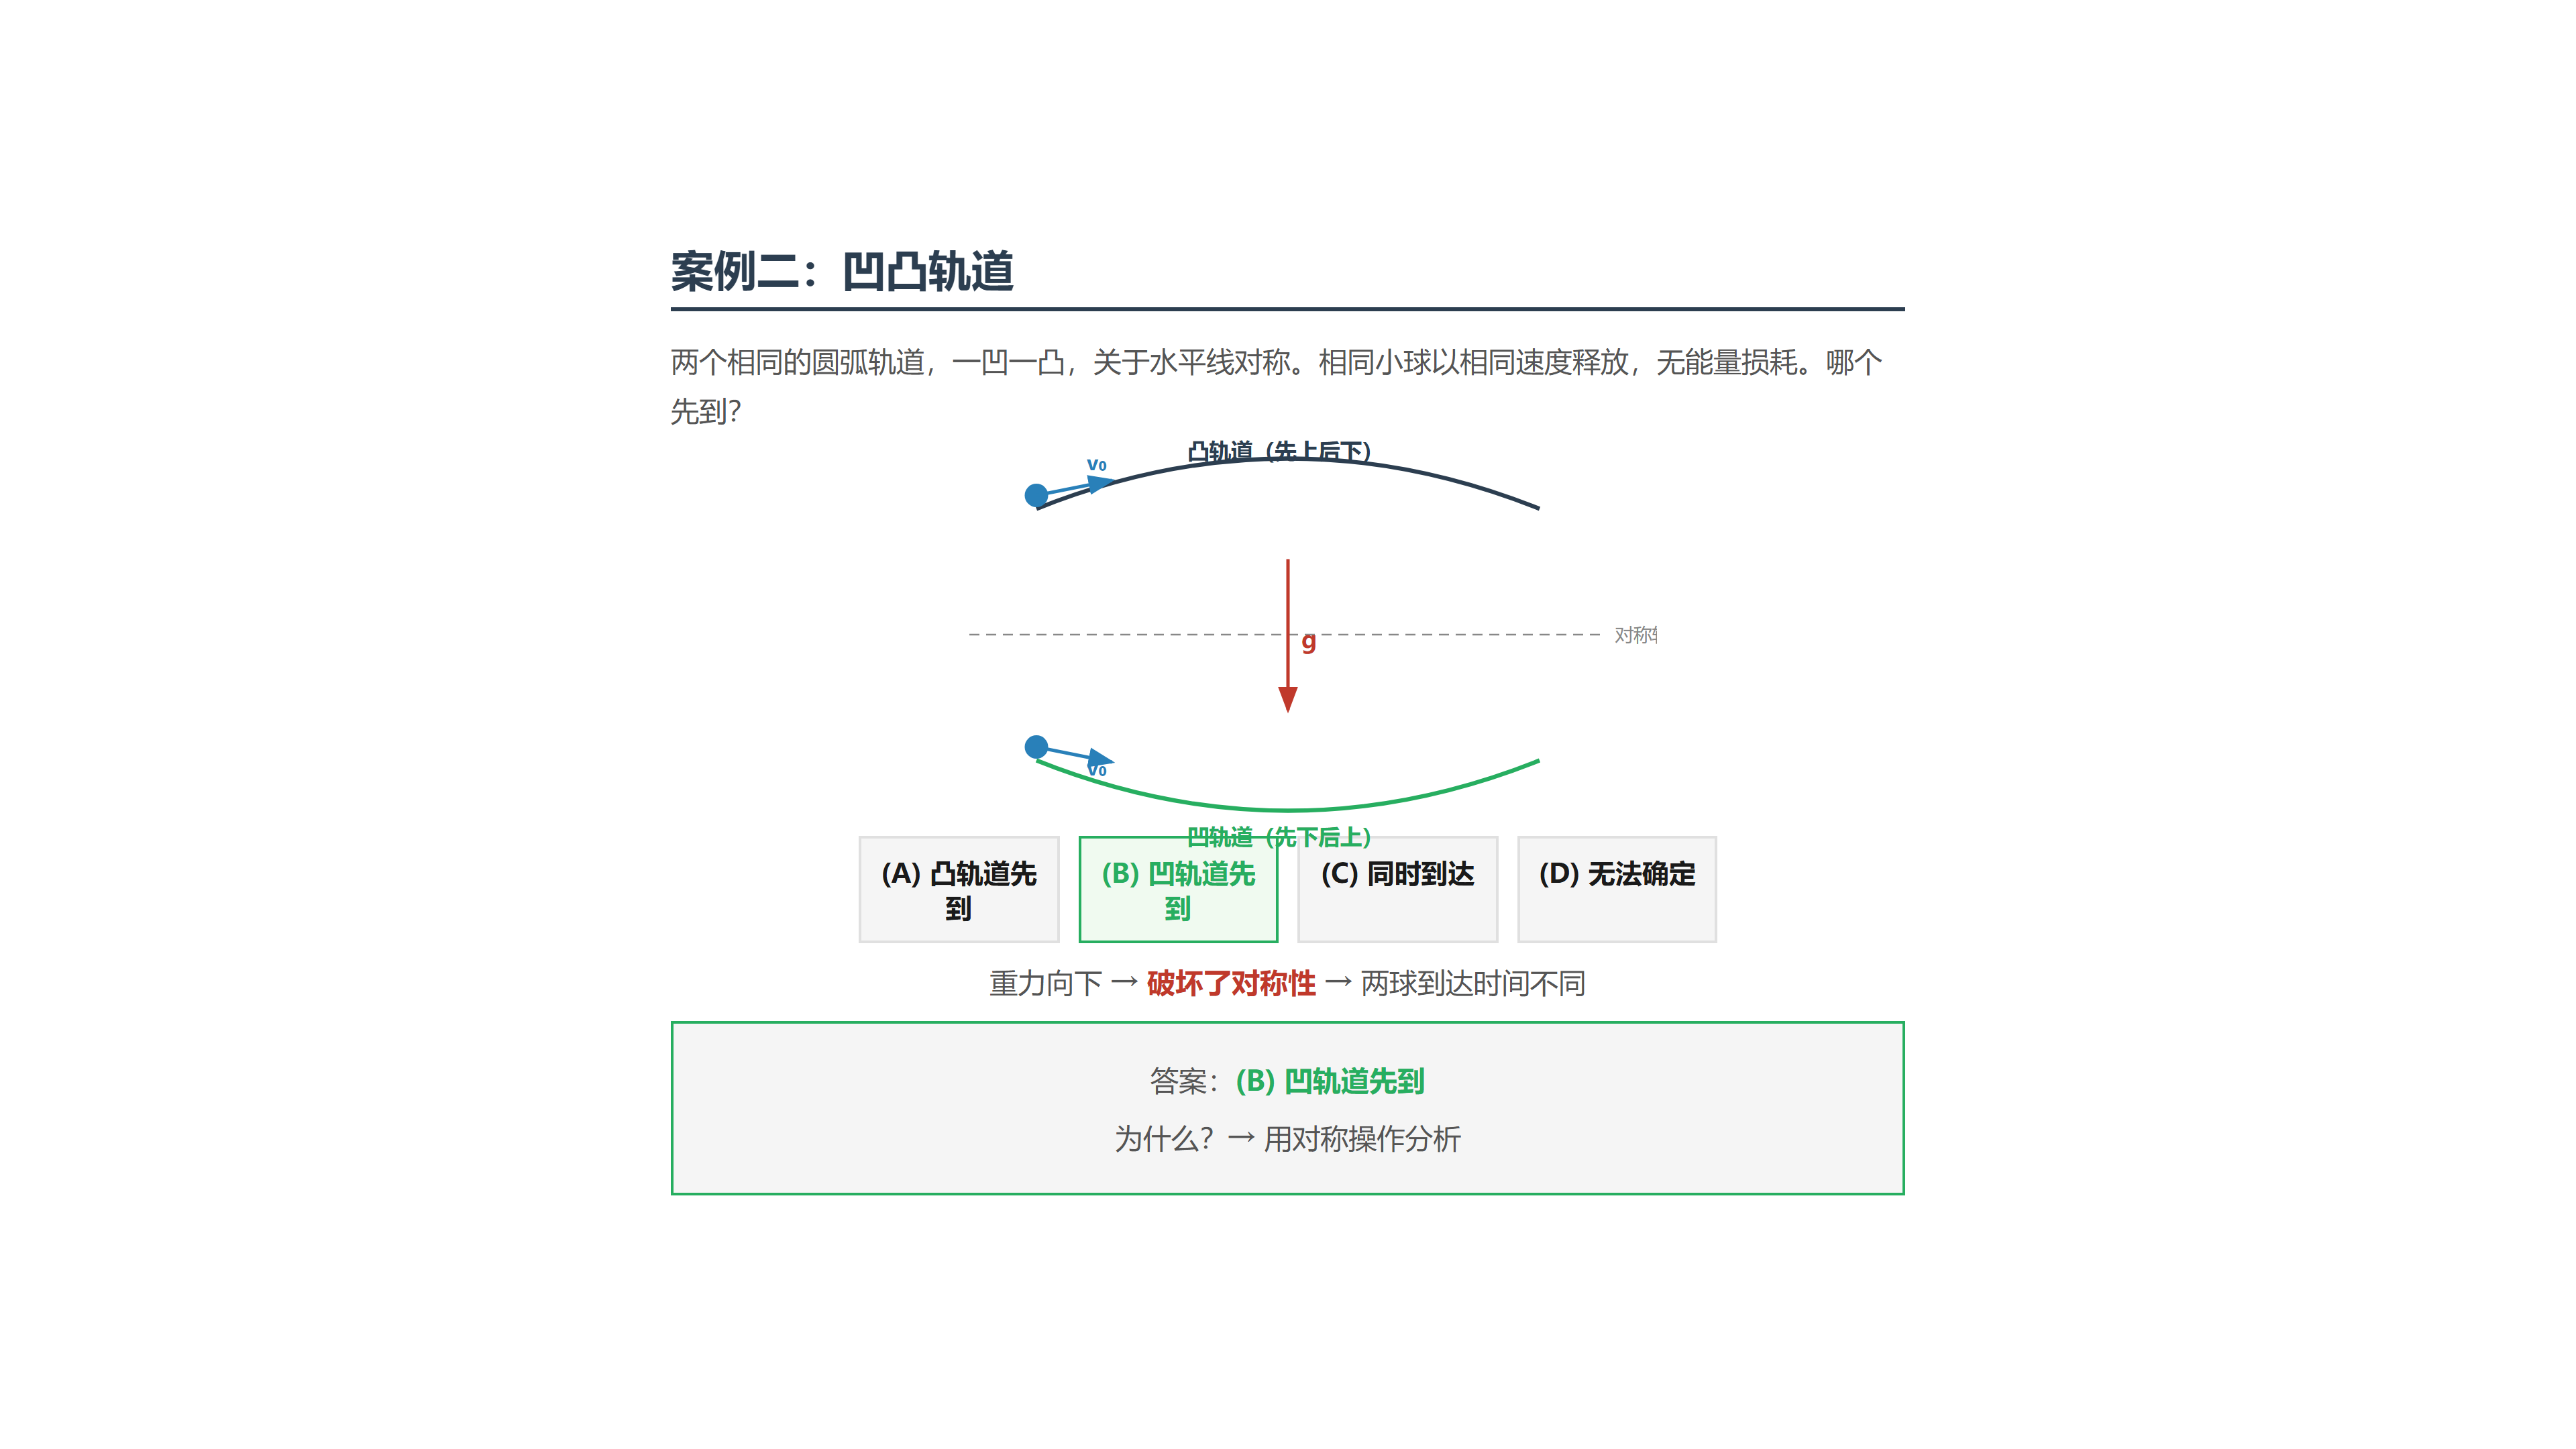 案例二：凹凸轨道
两个相同的圆弧轨道，一凹一凸，关于水平线对称。相同小球以相同速度释放，无能量损耗。哪个
先到？
凸轨道（先上后下）
v₀
对称
g
v₀
凹轨道（先下后上）
(A) 凸轨道先
到
(B) 凹轨道先
到
(C) 同时到达
(D) 无法确定
重力向下 → 破坏了对称性 → 两球到达时间不同
答案：(B) 凹轨道先到
为什么？→ 用对称操作分析